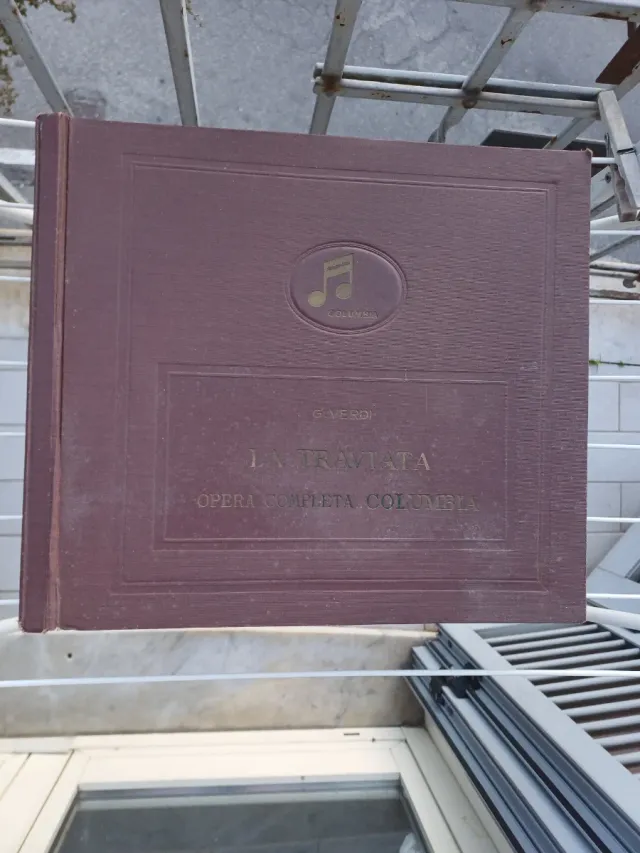 COLUMBIA
G. VERDI
LA TRAVIATA
OPERA COMPLETA COLUMBIA